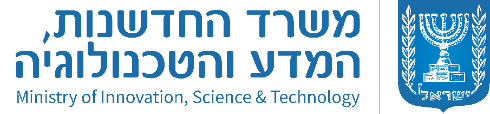 משרד החדשנות,
המדע והטכנולוגיה
Ministry of Innovation, Science & Technology
ישראל